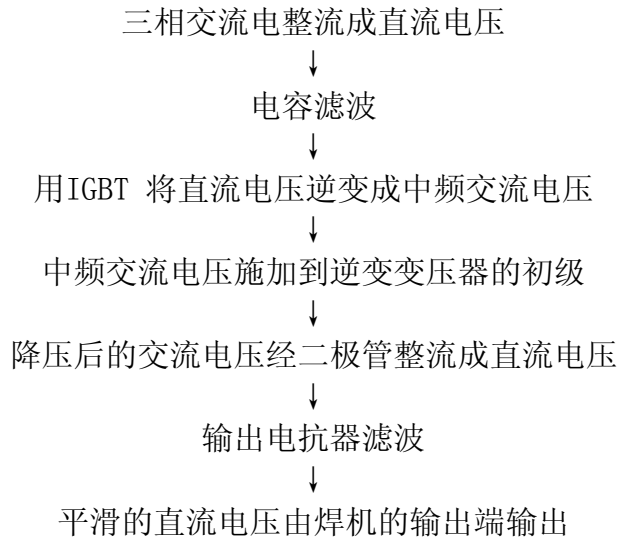 三相交流电整流成直流电压
↓
电容滤波
↓
用IGBT 将直流电压逆变成中频交流电压
↓
中频交流电压施加到逆变变压器的初级
↓
降压后的交流电压经二极管整流成直流电压
↓
输出电抗器滤波
↓
平滑的直流电压由焊机的输出端输出